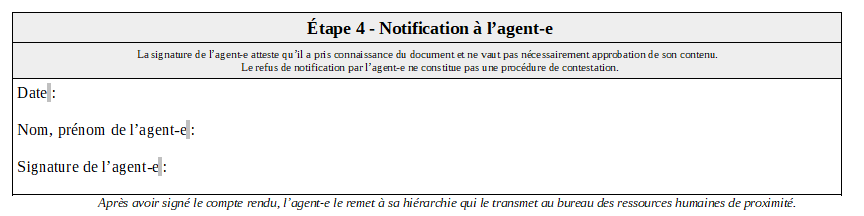 Étape 4 - Notification à l’agent-e
La signature de l’agent-e atteste qu’il a pris connaissance du document et ne vaut pas nécessairement approbation de son contenu.
Le refus de notification par l’agent-e ne constitue pas une procédure de contestation.
Date :
Nom, prénom de l’agent-e :
Signature de l’agent-e :
Après avoir signé le compte rendu, l’agent-e le remet à sa hiérarchie qui le transmet au bureau des ressources humaines de proximité.